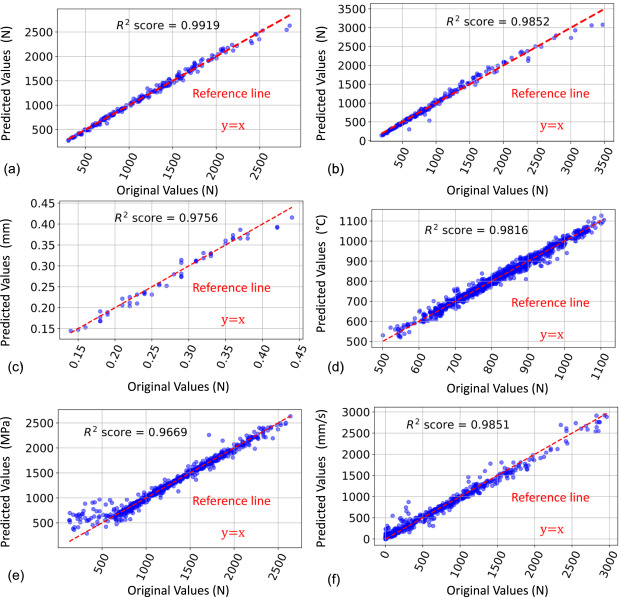 Predicted Values (N)
3000
2500
2000
1500
1000
500
R² score = 0.9919
Reference line
y=x
500
1000
1500
2000
2500
Original Values (N)
(a)
Predicted Values (N)
3500
3000
2500
2000
1500
1000
500
0
R² score = 0.9852
Reference line
y=x
500
1000
1500
2000
2500
3000
3500
Original Values (N)
(b)
Predicted Values (mm)
0.45
0.40
0.35
0.30
0.25
0.20
0.15
R² score = 0.9756
Reference line
y=x
0.15
0.20
0.25
0.30
0.35
0.40
0.45
Original Values (N)
(c)
Predicted Values (°C)
1100
1000
900
800
700
600
500
R² score = 0.9816
Reference line
y=x
500
600
700
800
900
1000
1100
Original Values (N)
(d)
Predicted Values (MPa)
2500
2000
1500
1000
500
R² score = 0.9669
Reference line
y=x
500
1000
1500
2000
2500
Original Values (N)
(e)
Predicted Values (mm/s)
3000
2500
2000
1500
1000
500
0
R² score = 0.9851
Reference line
y=x
0
500
1000
1500
2000
2500
3000
Original Values (N)
(f)